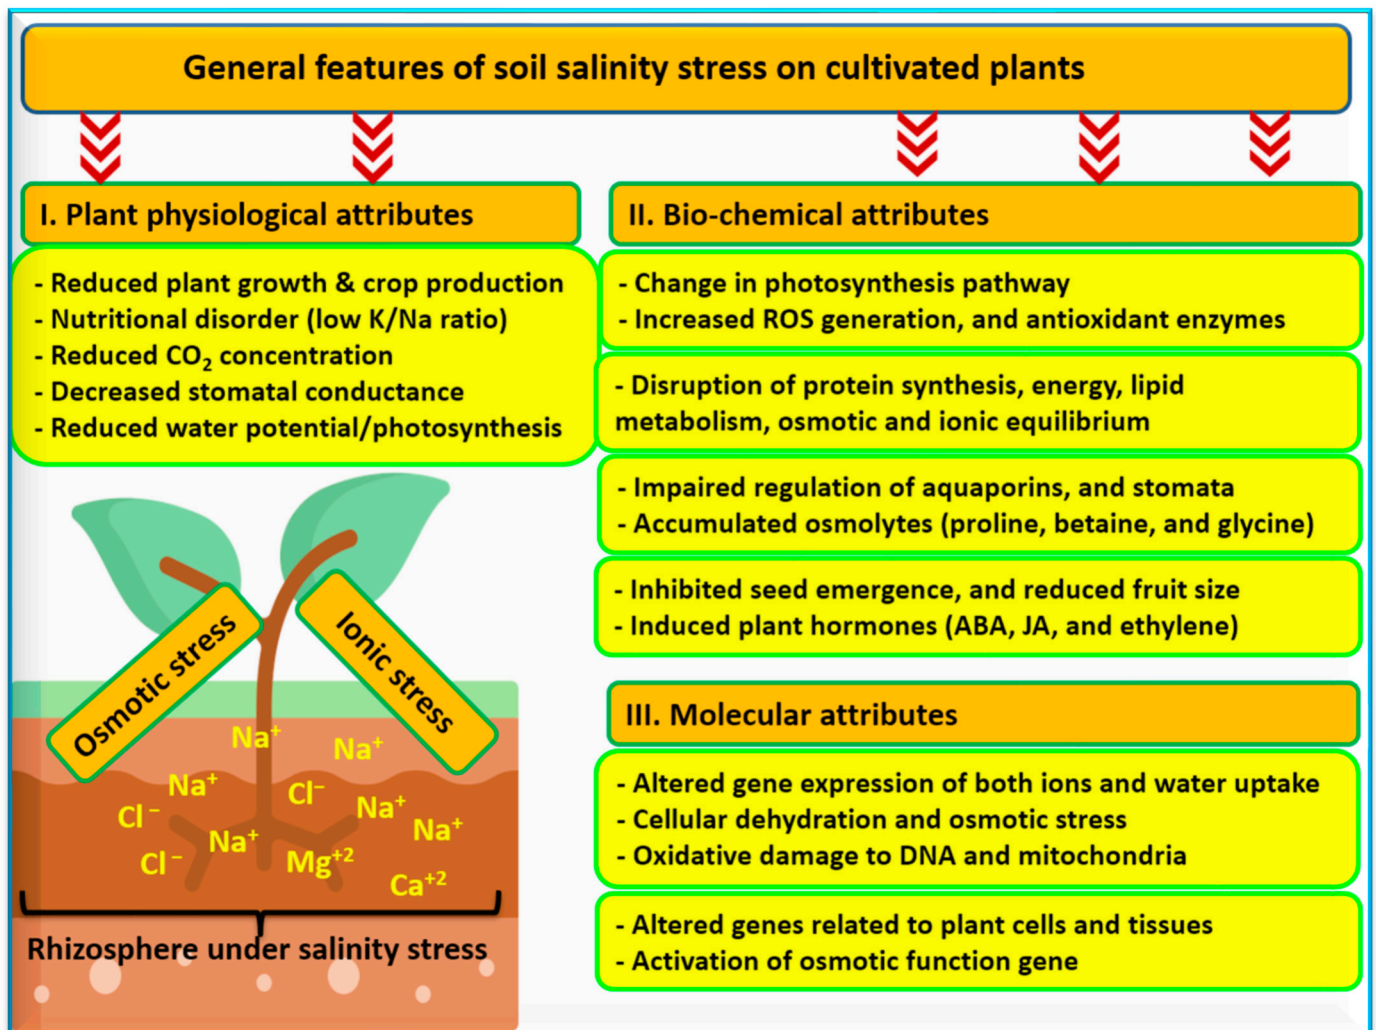 General features of soil salinity stress on cultivated plants
I. Plant physiological attributes
- Reduced plant growth & crop production
- Nutritional disorder (low K/Na ratio)
- Reduced CO₂ concentration
- Decreased stomatal conductance
- Reduced water potential/photosynthesis
II. Bio-chemical attributes
- Change in photosynthesis pathway
- Increased ROS generation, and antioxidant enzymes
- Disruption of protein synthesis, energy, lipid
metabolism, osmotic and ionic equilibrium
- Impaired regulation of aquaporins, and stomata
- Accumulated osmolytes (proline, betaine, and glycine)
- Inhibited seed emergence, and reduced fruit size
- Induced plant hormones (ABA, JA, and ethylene)
III. Molecular attributes
- Altered gene expression of both ions and water uptake
- Cellular dehydration and osmotic stress
- Oxidative damage to DNA and mitochondria
- Altered genes related to plant cells and tissues
- Activation of osmotic function gene
Osmotic stress
Ionic stress
Na⁺
Na⁺
Na⁺
Cl⁻
Na⁺
Cl⁻
Na⁺
Na⁺
Cl⁻
Mg⁺²
Ca⁺²
Rhizosphere under salinity stress